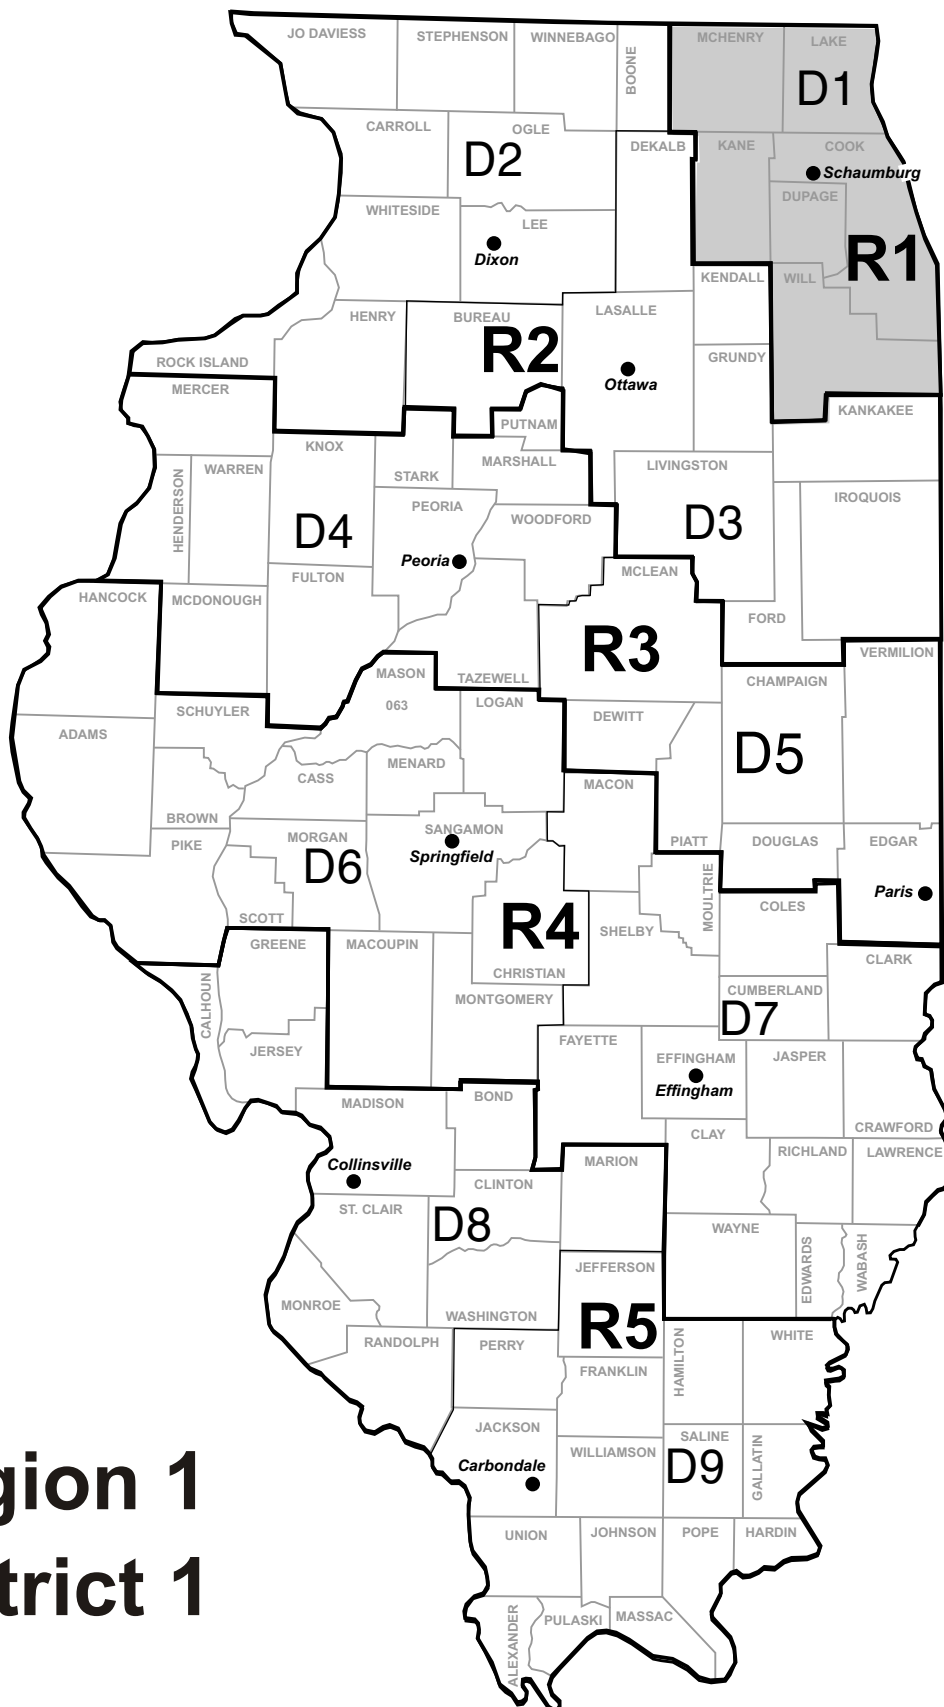 JO DAVIESS
STEPHENSON
WINNEBAGO
BOONE
MCHENRY
LAKE
D1
CARROLL
OGLE
D2
DEKALB
KANE
COOK
Schaumburg
DUPAGE
WHITESIDE
LEE
Dixon
R1
KENDALL
WILL
HENRY
BUREAU
LASALLE
R2
ROCK ISLAND
GRUNDY
Ottawa
MERCER
KANKAKEE
PUTNAM
KNOX
MARSHALL
LIVINGSTON
WARREN
STARK
HENDERSON
PEORIA
IROQUOIS
WOODFORD
D4
D3
Peoria
MCLEAN
FULTON
HANCOCK
MCDONOUGH
FORD
R3
VERMILION
MASON
TAZEWELL
CHAMPAIGN
063
LOGAN
SCHUYLER
DEWITT
ADAMS
D5
MENARD
CASS
MACON
BROWN
SANGAMON
MORGAN
PIKE
PIATT
DOUGLAS
EDGAR
Springfield
D6
MOULTRIE
Paris
COLES
SCOTT
R4
SHELBY
GREENE
MACOUPIN
CLARK
CHRISTIAN
CALHOUN
MONTGOMERY
CUMBERLAND
D7
FAYETTE
JERSEY
EFFINGHAM
JASPER
Effingham
BOND
MADISON
CRAWFORD
CLAY
RICHLAND
LAWRENCE
Collinsville
MARION
CLINTON
ST. CLAIR
D8
WAYNE
EDWARDS
WABASH
JEFFERSON
MONROE
WASHINGTON
R5
RANDOLPH
PERRY
HAMILTON
WHITE
FRANKLIN
JACKSON
SALINE
WILLIAMSON
GALLATIN
Carbondale
D9
gion 1
UNION
JOHNSON
POPE
HARDIN
trict 1
ALEXANDER
PULASKI
MASSAC